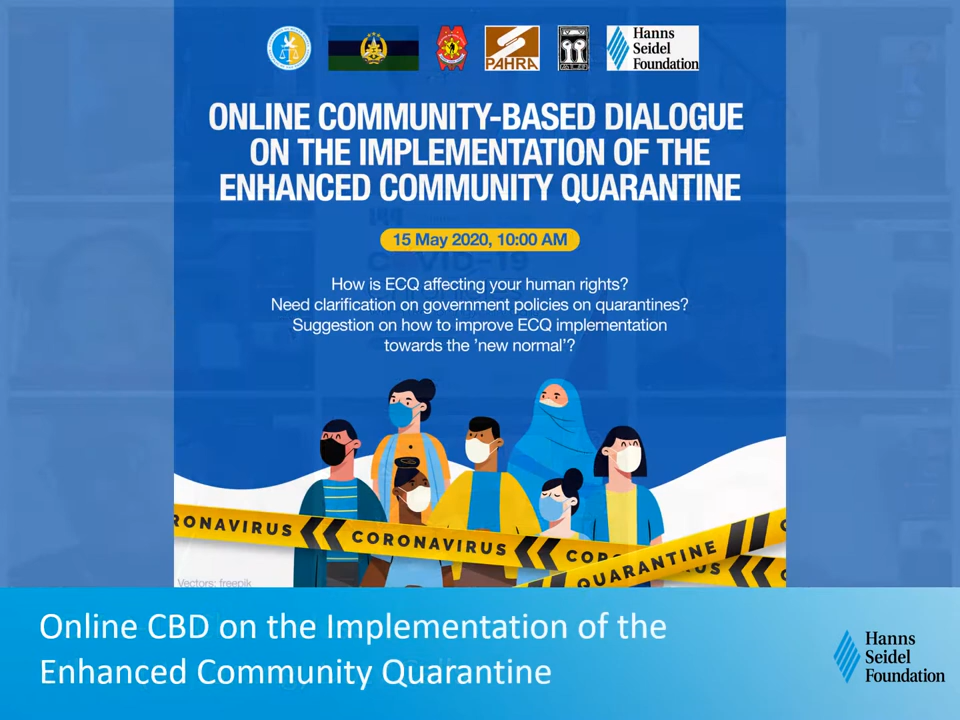 PAHRA
Hanns
Seidel
Foundation
ONLINE COMMUNITY-BASED DIALOGUE
ON THE IMPLEMENTATION OF THE
ENHANCED COMMUNITY QUARANTINE
15 May 2020, 10:00 AM
How is ECQ affecting your human rights?
Need clarification on government policies on quarantines?
Suggestion on how to improve ECQ implementation
towards the 'new normal'?
RONAVIRUS
CORONAVIRUS
QUARANTINE
Vectors: freepik
Online CBD on the Implementation of the
Enhanced Community Quarantine
Hanns
Seidel
Foundation